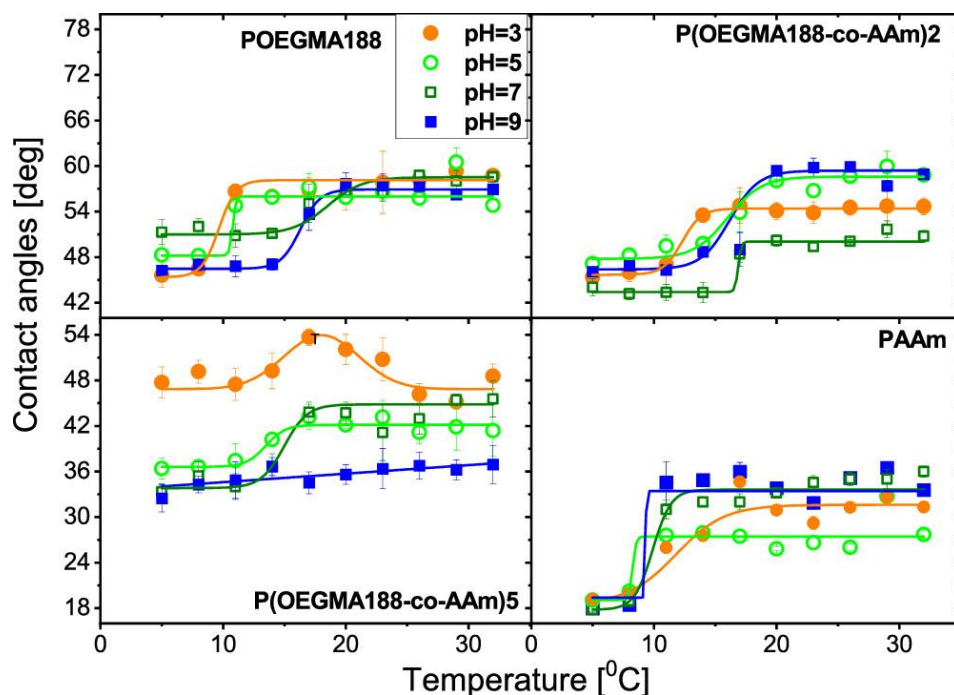 POEGMA188
pH=3
pH=5
pH=7
pH=9
P(OEGMA188-co-AAm)2
78
72
66
60
54
48
42
Contact angles [deg]
P(OEGMA188-co-AAm)5
T
PAAm
54
48
42
36
30
24
18
0 10 20 30 0 10 20 30
Temperature [⁰C]